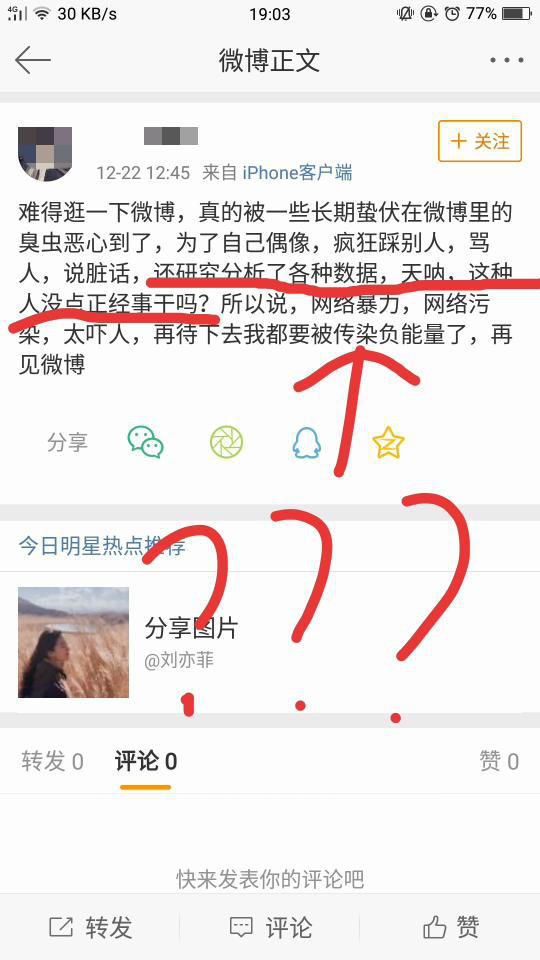 4G 30 KB/s 19:03 77%
微博正文
+ 关注
12-22 12:45 来自 iPhone客户端
难得逛一下微博，真的被一些长期蛰伏在微博里的
臭虫恶心到了，为了自己偶像，疯狂踩别人，骂
人，说脏话，还研究分析了各种数据，天呐，这种
人没点正经事干吗？所以说，网络暴力，网络污
染，太吓人，再待下去我都要被传染负能量了，再
见微博
分享
???
今日明星热点推荐
分享图片
@刘亦菲
转发 0 评论 0 赞 0
快来发表你的评论吧
转发 评论 赞